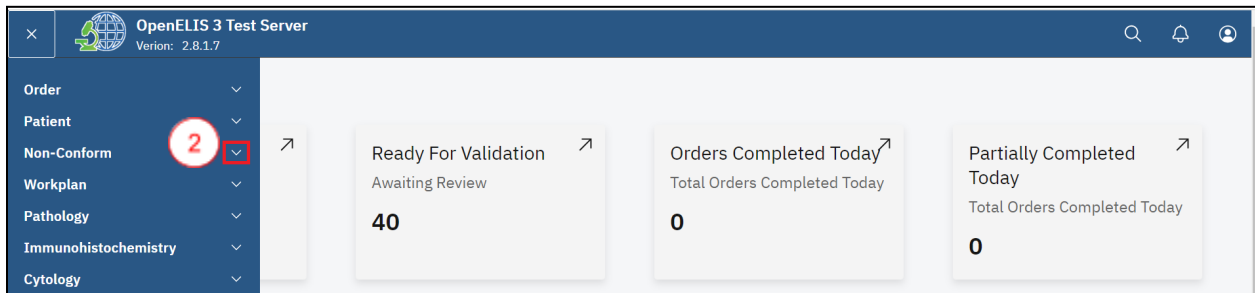 OpenELIS 3 Test Server
Verion: 2.8.1.7
Order
Patient
Non-Conform
2
Workplan
Pathology
Immunohistochemistry
Cytology
Ready For Validation
Awaiting Review
40
Orders Completed Today
Total Orders Completed Today
0
Partially Completed
Today
Total Orders Completed Today
0